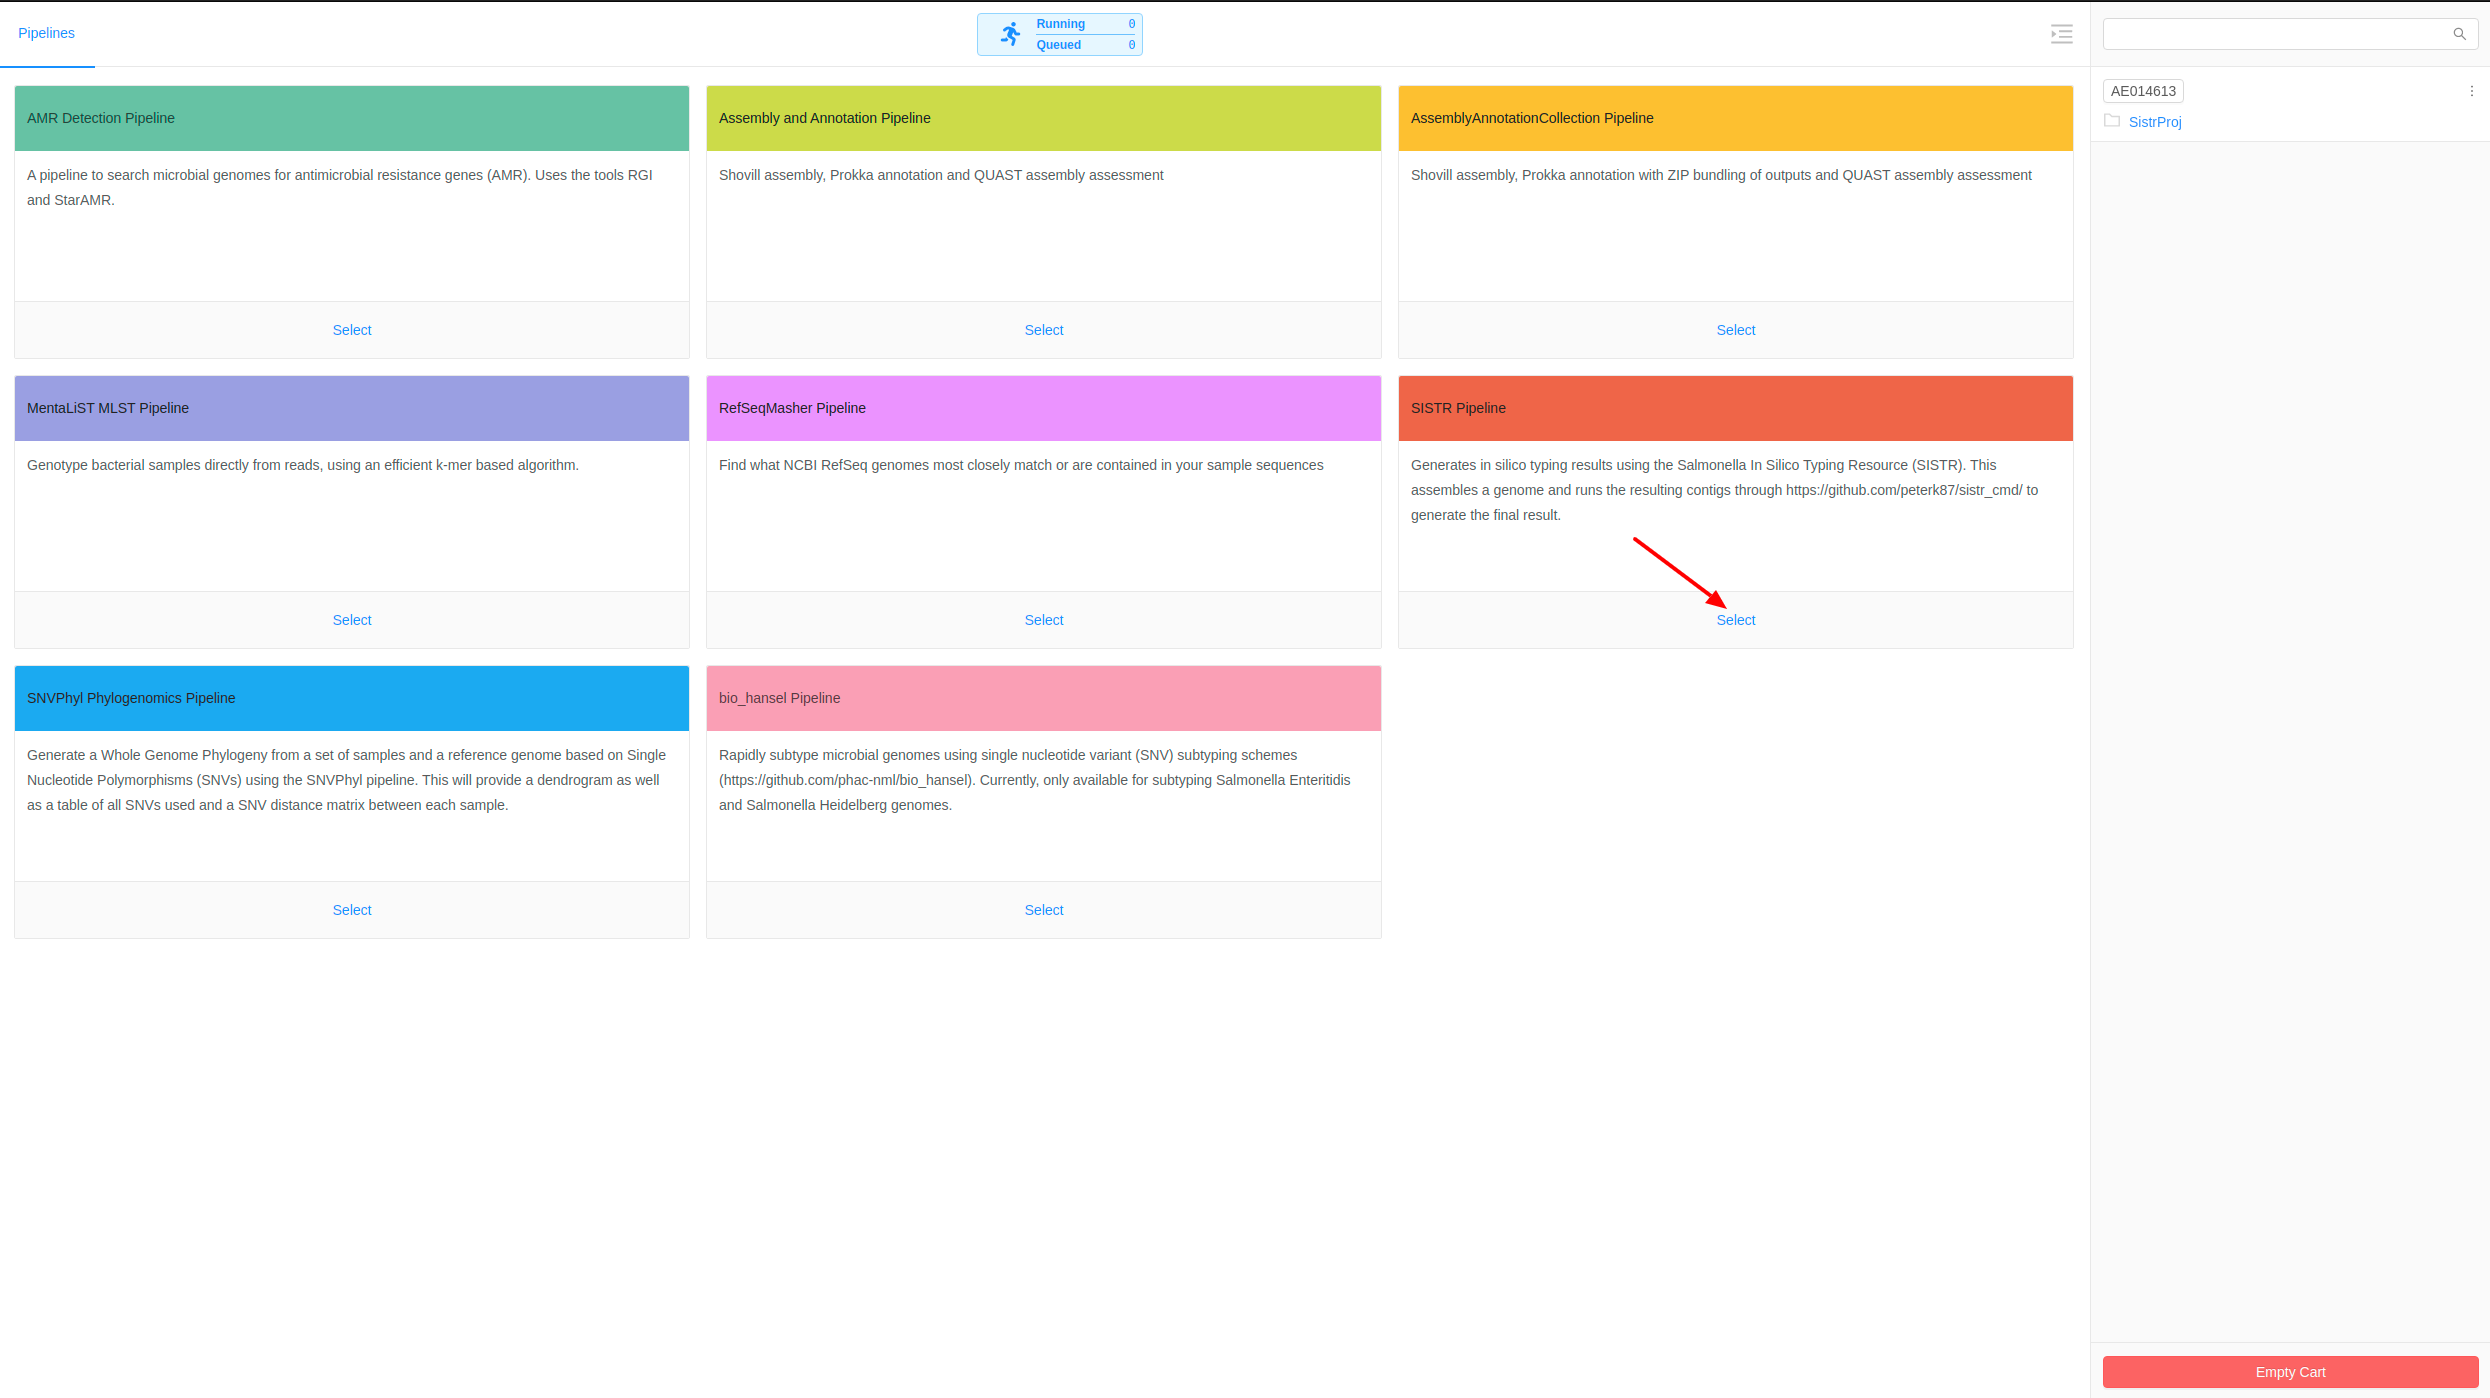 Pipelines
Running 0
Queued 0
AMR Detection Pipeline
A pipeline to search microbial genomes for antimicrobial resistance genes (AMR). Uses the tools RGI
and StarAMR.
Select
Assembly and Annotation Pipeline
Shovill assembly, Prokka annotation and QUAST assembly assessment
Select
AssemblyAnnotationCollection Pipeline
Shovill assembly, Prokka annotation with ZIP bundling of outputs and QUAST assembly assessment
Select
MentaLiST MLST Pipeline
Genotype bacterial samples directly from reads, using an efficient k-mer based algorithm.
Select
RefSeqMasher Pipeline
Find what NCBI RefSeq genomes most closely match or are contained in your sample sequences
Select
SISTR Pipeline
Generates in silico typing results using the Salmonella In Silico Typing Resource (SISTR). This
assembles a genome and runs the resulting contigs through https://github.com/peterk87/sistr_cmd/ to
generate the final result.
Select
SNVPhyl Phylogenomics Pipeline
Generate a Whole Genome Phylogeny from a set of samples and a reference genome based on Single
Nucleotide Polymorphisms (SNVs) using the SNVPhyl pipeline. This will provide a dendrogram as well
as a table of all SNVs used and a SNV distance matrix between each sample.
Select
bio_hansel Pipeline
Rapidly subtype microbial genomes using single nucleotide variant (SNV) subtyping schemes
(https://github.com/phac-nml/bio_hansel). Currently, only available for subtyping Salmonella Enteritidis
and Salmonella Heidelberg genomes.
Select
AE014613
SistrProj
Empty Cart